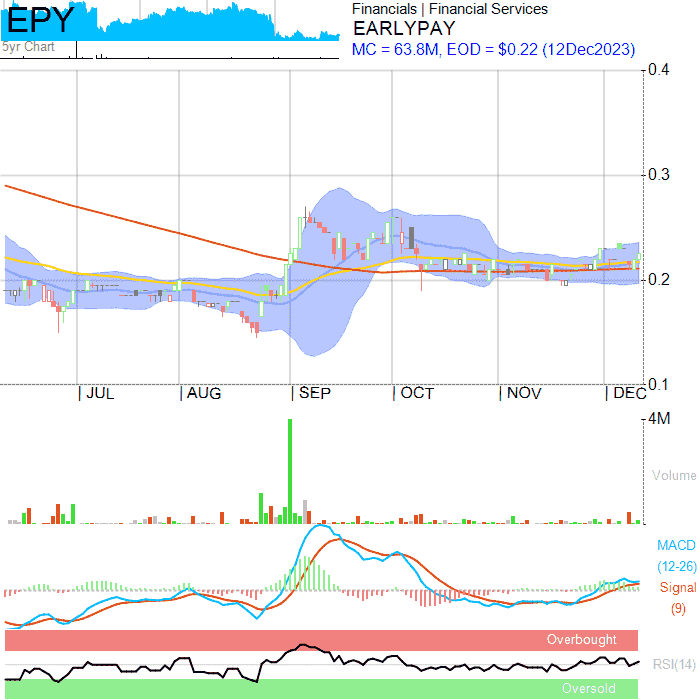 EPY
5yr Chart
Financials | Financial Services
EARLYPAY
MC = 63.8M, EOD = $0.22 (12Dec2023)
0.4
0.3
0.2
0.1
| JUL | AUG | SEP | OCT | NOV | DEC
4M
Volume
MACD
(12-26)
Signal
(9)
Overbought
RSI(14)
Oversold